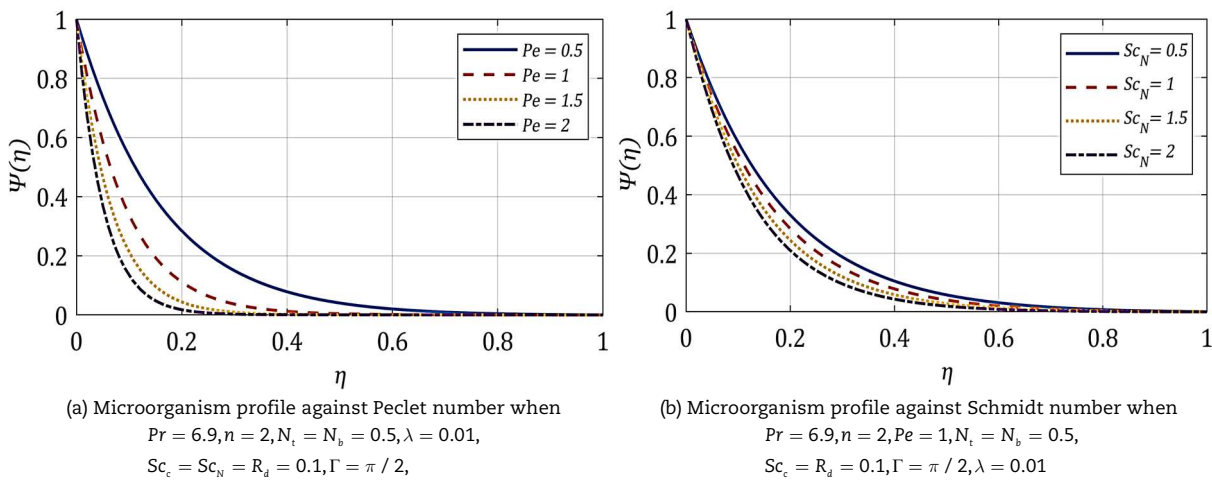 1
0.8
0.6
0.4
0.2
0
Ψ(η)
0
0.2
0.4
0.6
0.8
1
η
Pe = 0.5
Pe = 1
Pe = 1.5
Pe = 2
(a) Microorganism profile against Peclet number when
Pr = 6.9, n = 2, N_t = N_b = 0.5, λ = 0.01,
Sc_c = Sc_N = R_d = 0.1, Γ = π / 2,
1
0.8
0.6
0.4
0.2
0
Ψ(η)
0
0.2
0.4
0.6
0.8
1
η
Sc_N = 0.5
Sc_N = 1
Sc_N = 1.5
Sc_N = 2
(b) Microorganism profile against Schmidt number when
Pr = 6.9, n = 2, Pe = 1, N_t = N_b = 0.5,
Sc_c = R_d = 0.1, Γ = π / 2, λ = 0.01